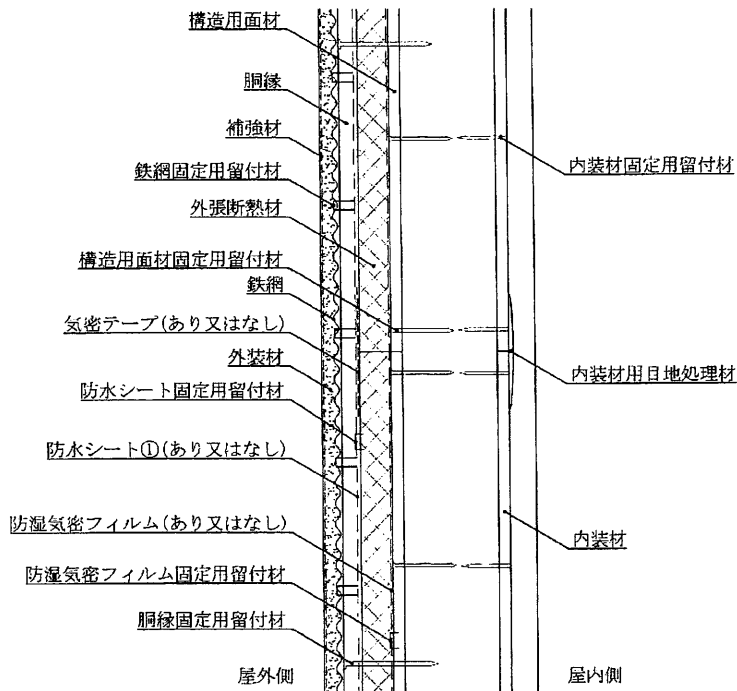 構造用面材
胴縁
補強材
鉄網固定用留付材
外張断熱材
構造用面材固定用留付材
鉄網
気密テープ(あり又はなし)
外装材
防水シート固定用留付材
防水シート①(あり又はなし)
防湿気密フィルム(あり又はなし)
防湿気密フィルム固定用留付材
胴縁固定用留付材
屋外側
内装材固定用留付材
内装材用目地処理材
内装材
屋内側